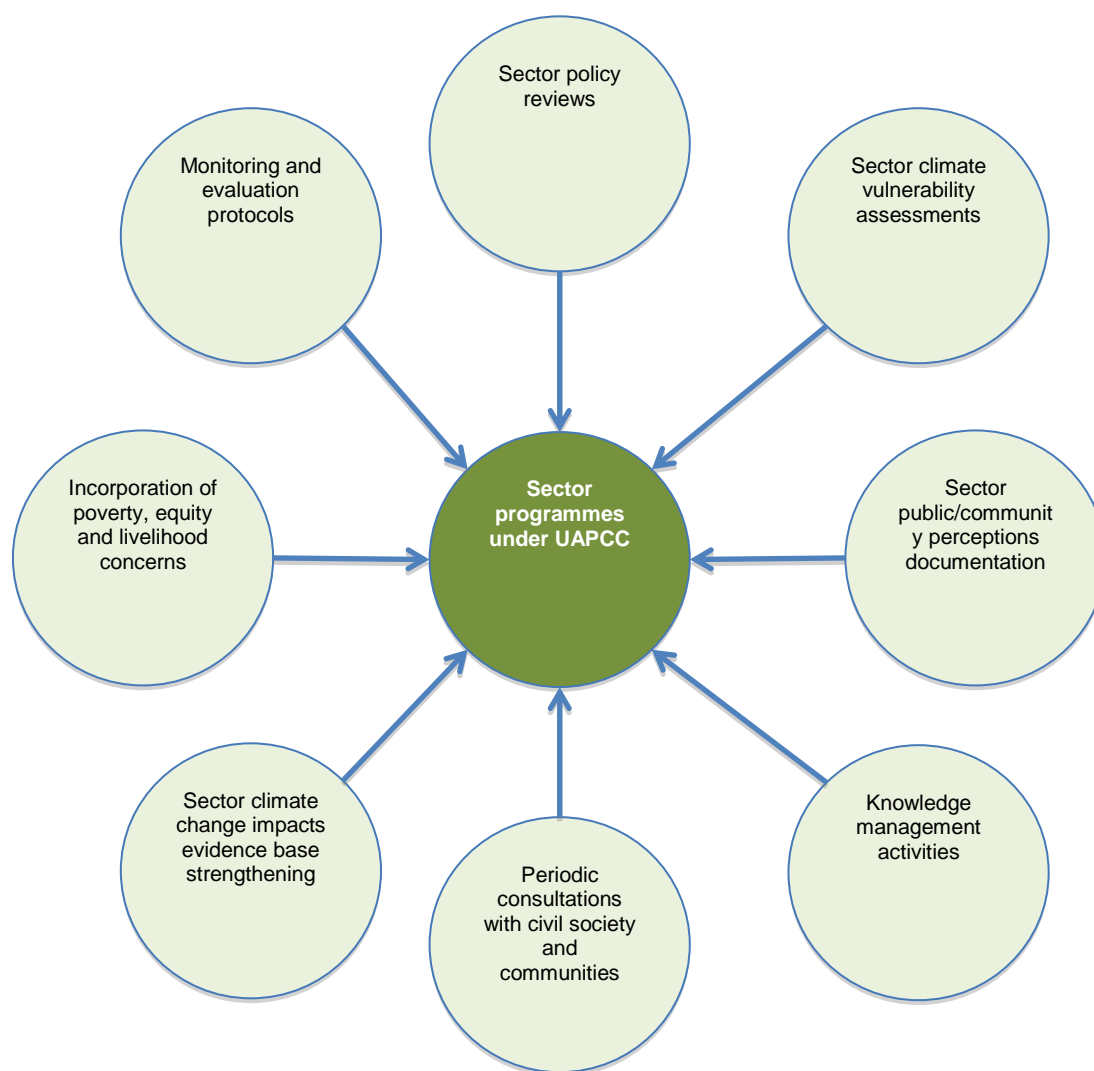 Sector policy
reviews
Monitoring and
evaluation
protocols
Sector climate
vulnerability
assessments
Incorporation of
poverty, equity
and livelihood
concerns
Sector
programmes
under UAPCC
Sector
public/communit
y perceptions
documentation
Sector climate
change impacts
evidence base
strengthening
Periodic
consultations
with civil society
and
communities
Knowledge
management
activities